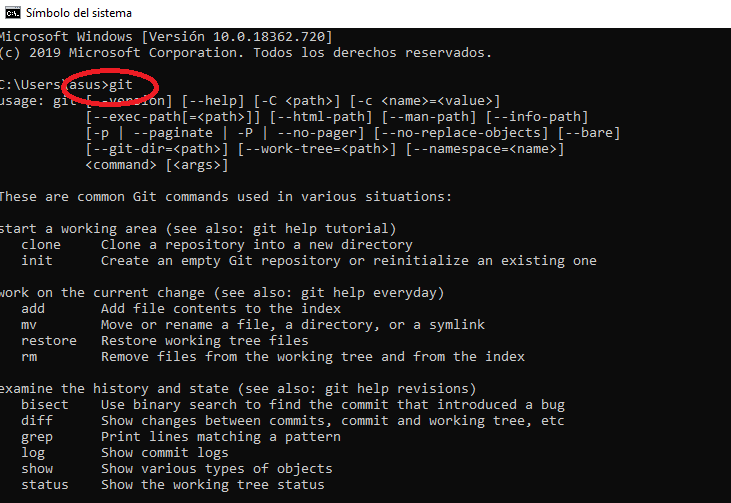 Símbolo del sistema
Microsoft Windows [Versión 10.0.18362.720]
(c) 2019 Microsoft Corporation. Todos los derechos reservados.
C:\Users\asus>git
usage: git [--version] [--help] [-C <path>] [-c <name>=<value>]
[--exec-path[=<path>]] [--html-path] [--man-path] [--info-path]
[-p | --paginate | -P | --no-pager] [--no-replace-objects] [--bare]
[--git-dir=<path>] [--work-tree=<path>] [--namespace=<name>]
<command> [<args>]
These are common Git commands used in various situations:
start a working area (see also: git help tutorial)
clone Clone a repository into a new directory
init Create an empty Git repository or reinitialize an existing one
work on the current change (see also: git help everyday)
add Add file contents to the index
mv Move or rename a file, a directory, or a symlink
restore Restore working tree files
rm Remove files from the working tree and from the index
examine the history and state (see also: git help revisions)
bisect Use binary search to find the commit that introduced a bug
diff Show changes between commits, commit and working tree, etc
grep Print lines matching a pattern
log Show commit logs
show Show various types of objects
status Show the working tree status